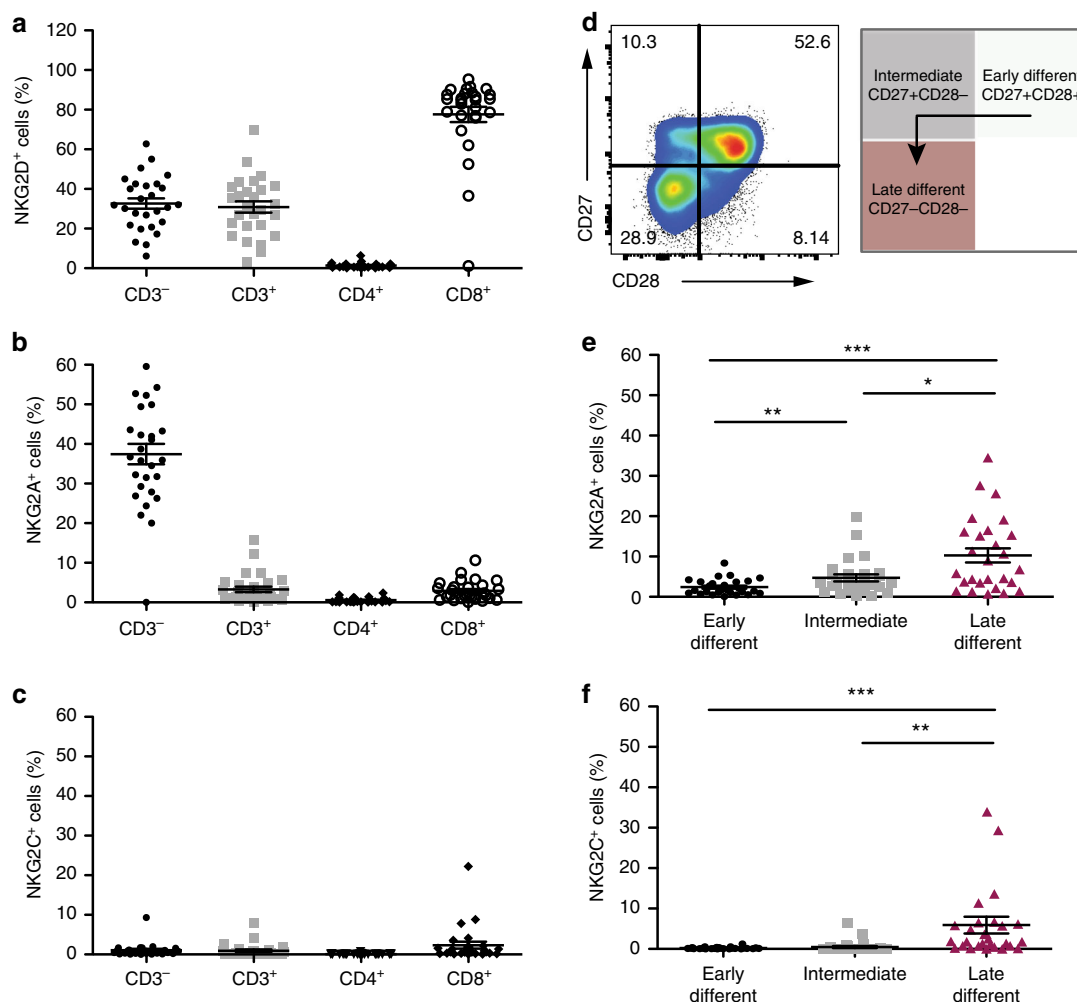 a
NKG2D⁺ cells (%)
120
100
80
60
40
20
0
CD3⁻ CD3⁺ CD4⁺ CD8⁺
b
NKG2A⁺ cells (%)
60
50
40
30
20
10
0
CD3⁻ CD3⁺ CD4⁺ CD8⁺
c
NKG2C⁺ cells (%)
60
50
40
30
20
10
0
CD3⁻ CD3⁺ CD4⁺ CD8⁺
d
10.3 52.6
28.9 8.14
CD27
CD28
Intermediate
CD27+CD28–
Early different
CD27+CD28+
Late different
CD27–CD28–
e
NKG2A⁺ cells (%)
60
50
40
30
20
10
0
***
*
**
Early different
Intermediate
Late different
f
NKG2C⁺ cells (%)
60
50
40
30
20
10
0
***
**
Early different
Intermediate
Late different